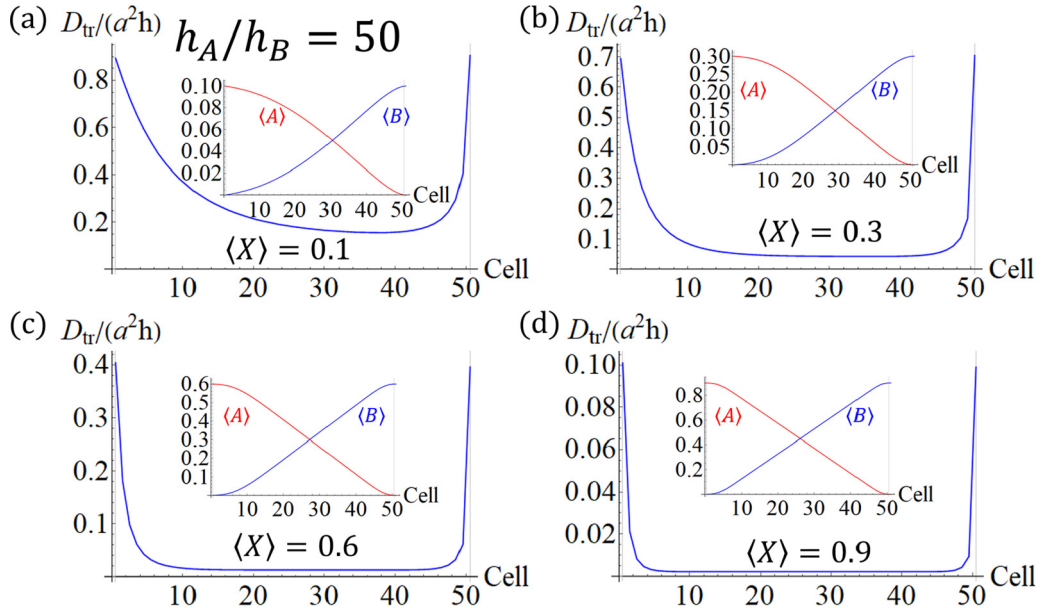 (a) D_tr/(a²h)
h_A/h_B = 50
0.8
0.6
0.4
0.2
0.10
0.08
0.06
0.04
0.02
⟨A⟩
⟨B⟩
Cell
10 20 30 40 50
⟨X⟩ = 0.1
Cell
10 20 30 40 50
(b) D_tr/(a²h)
0.7
0.6
0.5
0.4
0.3
0.2
0.1
0.30
0.25
0.20
0.15
0.10
0.05
⟨A⟩
⟨B⟩
Cell
10 20 30 40 50
⟨X⟩ = 0.3
Cell
10 20 30 40 50
(c) D_tr/(a²h)
0.4
0.3
0.2
0.1
0.6
0.5
0.4
0.3
0.2
0.1
⟨A⟩
⟨B⟩
Cell
10 20 30 40 50
⟨X⟩ = 0.6
Cell
10 20 30 40 50
(d) D_tr/(a²h)
0.10
0.08
0.06
0.04
0.02
0.8
0.6
0.4
0.2
⟨A⟩
⟨B⟩
Cell
10 20 30 40 50
⟨X⟩ = 0.9
Cell
10 20 30 40 50